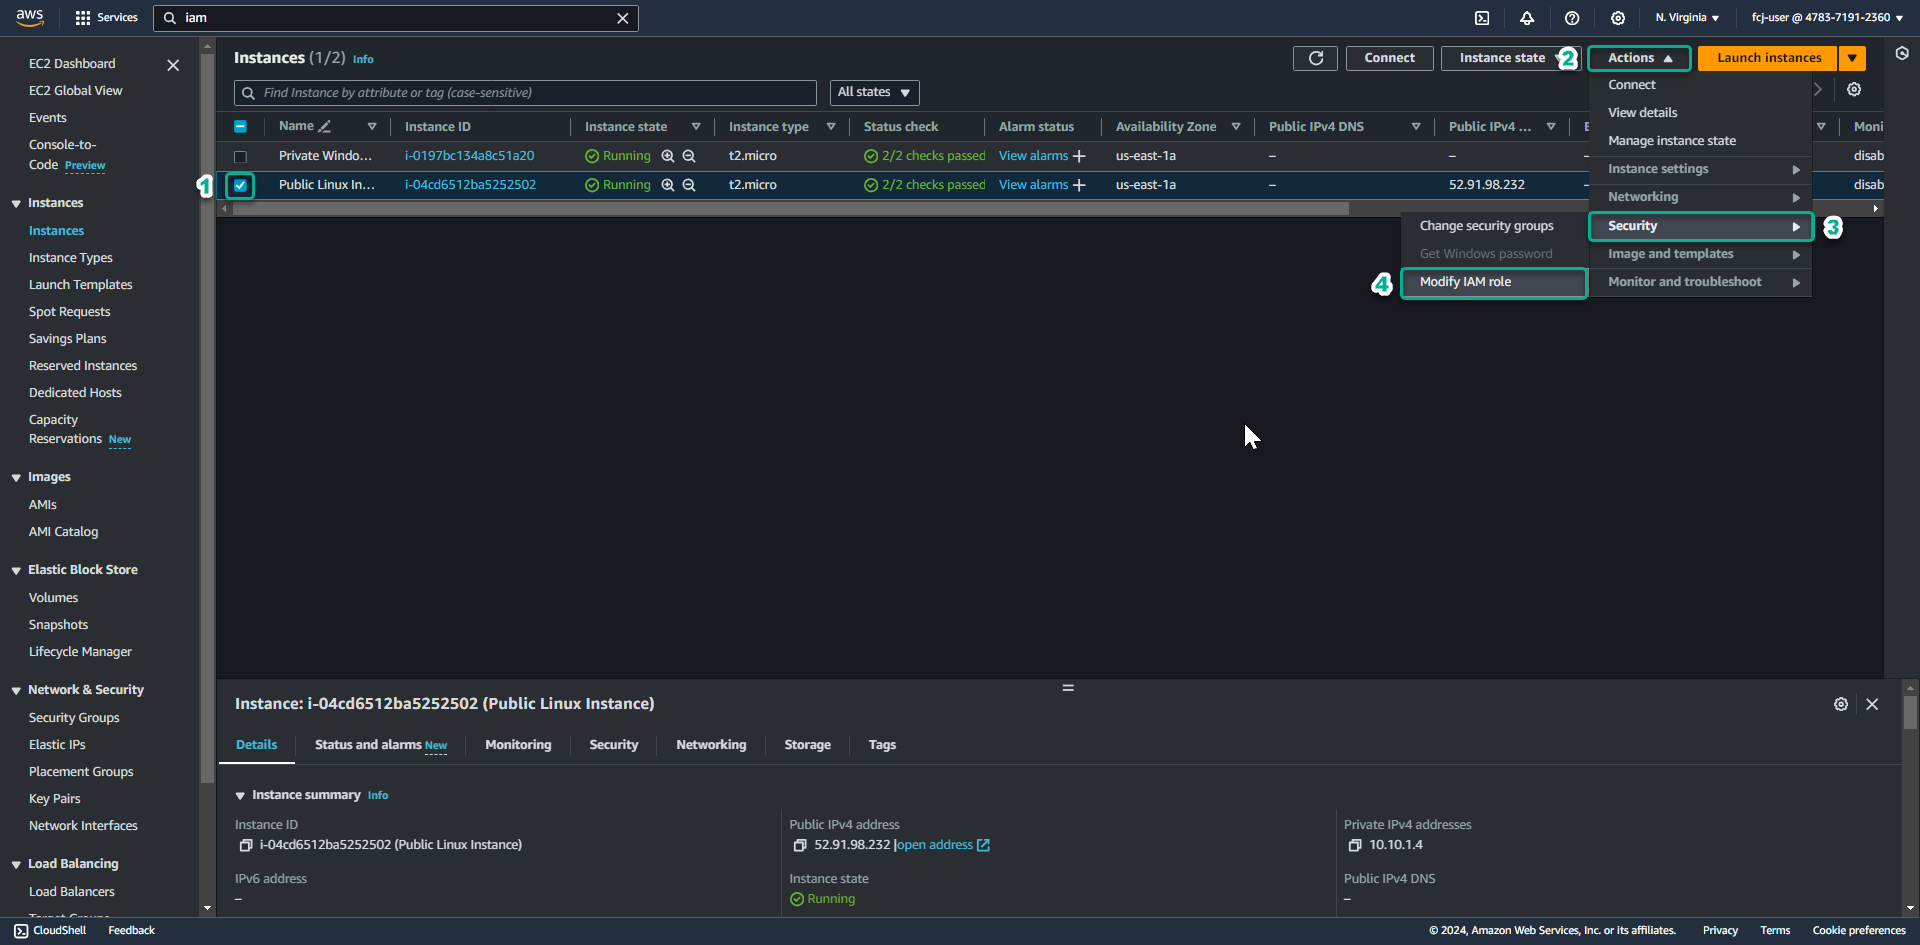 aws
Services
iam
N. Virginia
fcj-user @ 4783-7191-2360
EC2 Dashboard
EC2 Global View
Events
Console-to-
Code Preview
Instances
Instances
Instance Types
Launch Templates
Spot Requests
Savings Plans
Reserved Instances
Dedicated Hosts
Capacity
Reservations New
Images
AMIs
AMI Catalog
Elastic Block Store
Volumes
Snapshots
Lifecycle Manager
Network & Security
Security Groups
Elastic IPs
Placement Groups
Key Pairs
Network Interfaces
Load Balancing
Load Balancers
Instances (1/2) Info
Connect
Instance state
2
Actions
Launch instances
Find Instance by attribute or tag (case-sensitive)
All states
Name Instance ID Instance state Instance type Status check Alarm status Availability Zone Public IPv4 DNS Public IPv4 ... Moni
Private Windo... i-0197bc134a8c51a20 Running t2.micro 2/2 checks passed View alarms + us-east-1a – – – disab
1 Public Linux In... i-04cd6512ba5252502 Running t2.micro 2/2 checks passed View alarms + us-east-1a – 52.91.98.232 – disab
Connect
View details
Manage instance state
Instance settings
Networking
Security
3
Image and templates
Monitor and troubleshoot
Change security groups
Get Windows password
4 Modify IAM role
Instance: i-04cd6512ba5252502 (Public Linux Instance)
Details
Status and alarms New
Monitoring
Security
Networking
Storage
Tags
Instance summary Info
Instance ID
i-04cd6512ba5252502 (Public Linux Instance)
IPv6 address
–
Public IPv4 address
52.91.98.232 |open address
Instance state
Running
Private IPv4 addresses
10.10.1.4
Public IPv4 DNS
–
CloudShell
Feedback
© 2024, Amazon Web Services, Inc. or its affiliates.
Privacy
Terms
Cookie preferences